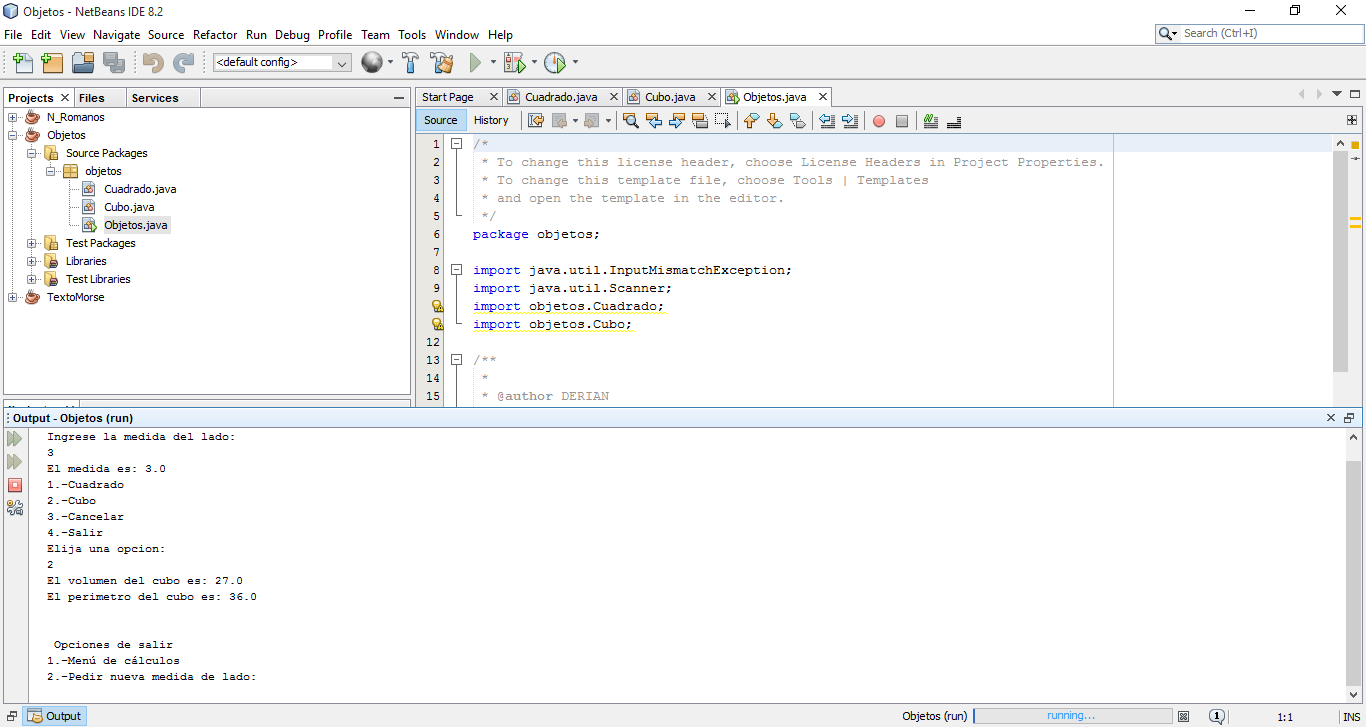 Objetos - NetBeans IDE 8.2
File Edit View Navigate Source Refactor Run Debug Profile Team Tools Window Help
Search (Ctrl+I)
<default config>
Projects Files Services
N_Romanos
Objetos
Source Packages
objetos
Cuadrado.java
Cubo.java
Objetos.java
Test Packages
Libraries
Test Libraries
TextoMorse
Start Page Cuadrado.java Cubo.java Objetos.java
Source History
1 /*
2 * To change this license header, choose License Headers in Project Properties.
3 * To change this template file, choose Tools | Templates
4 * and open the template in the editor.
5 */
6 package objetos;
7
8 import java.util.InputMismatchException;
9 import java.util.Scanner;
import objetos.Cuadrado;
import objetos.Cubo;
12
13 /**
14 *
15 * @author DERIAN
Output - Objetos (run)
Ingrese la medida del lado:
3
El medida es: 3.0
1.-Cuadrado
2.-Cubo
3.-Cancelar
4.-Salir
Elija una opcion:
2
El volumen del cubo es: 27.0
El perimetro del cubo es: 36.0
Opciones de salir
1.-Menú de cálculos
2.-Pedir nueva medida de lado:
Output
Objetos (run) running... 1 1:1 INS